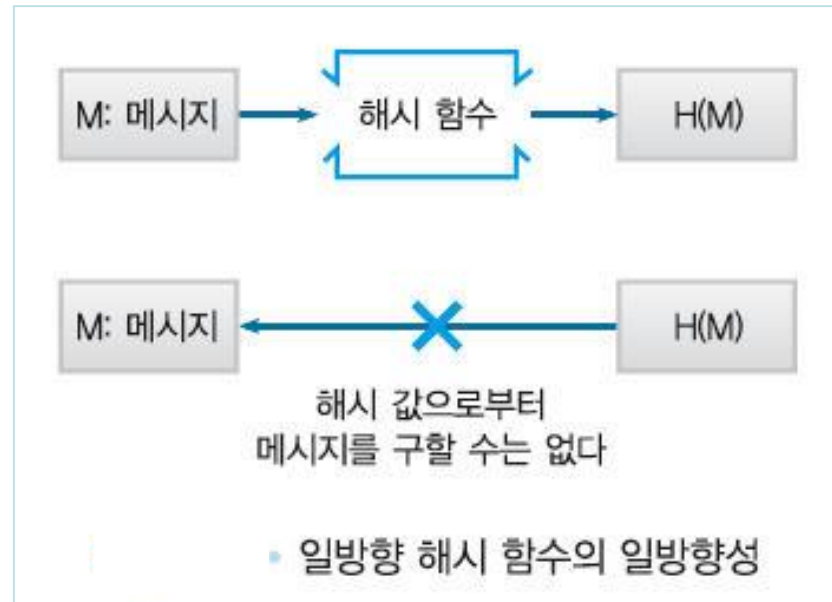 M: 메시지
해시 함수
H(M)
M: 메시지
H(M)
해시 값으로부터
메시지를 구할 수는 없다
• 일방향 해시 함수의 일방향성